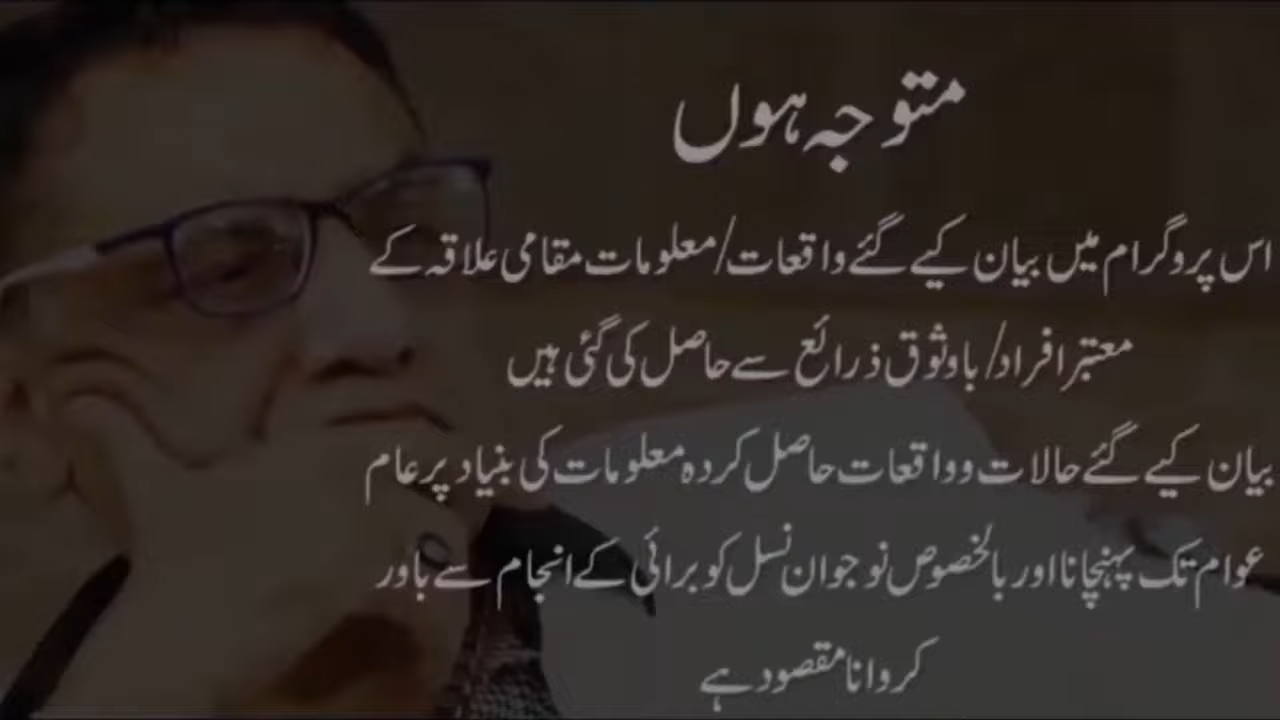 متوجہ ہوں
اس پروگرام میں بیان کیے گئے واقعات/معلومات مقامی علاقہ کے
معتبر افراد/باوثوق ذرائع سے حاصل کی گئی ہیں
بیان کیے گئے حالات و واقعات حاصل کردہ معلومات کی بنیاد پر عام
عوام تک پہنچانا اور بالخصوص نوجوان نسل کو برائی کے انجام سے باور
کروانا مقصود ہے